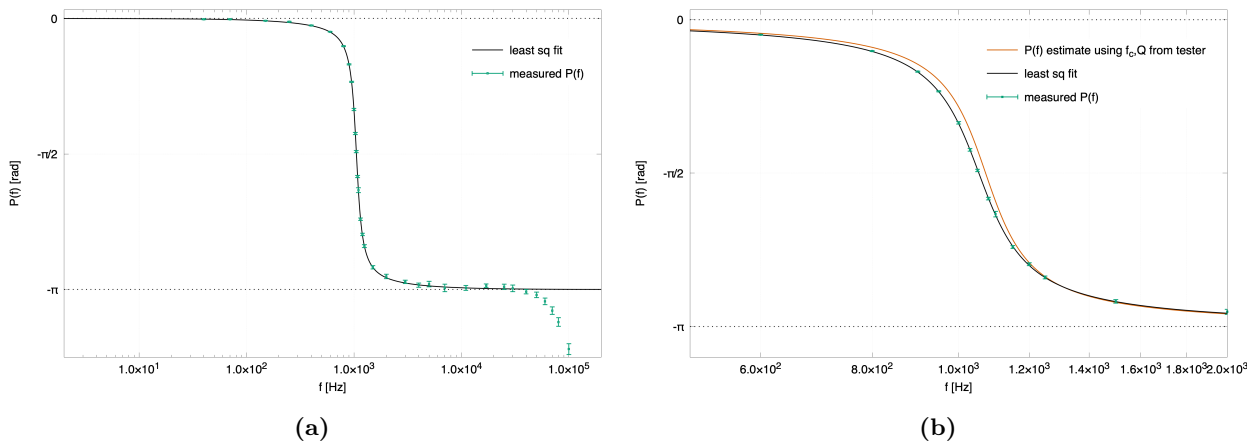 0
-π/2
-π
P(f) [rad]
least sq fit
measured P(f)
1.0×10¹
1.0×10²
1.0×10³
1.0×10⁴
1.0×10⁵
f [Hz]
(a)
0
-π/2
-π
P(f) [rad]
P(f) estimate using f_c,Q from tester
least sq fit
measured P(f)
6.0×10²
8.0×10²
1.0×10³
1.2×10³
1.4×10³
1.6×10³
1.8×10³
2.0×10³
f [Hz]
(b)